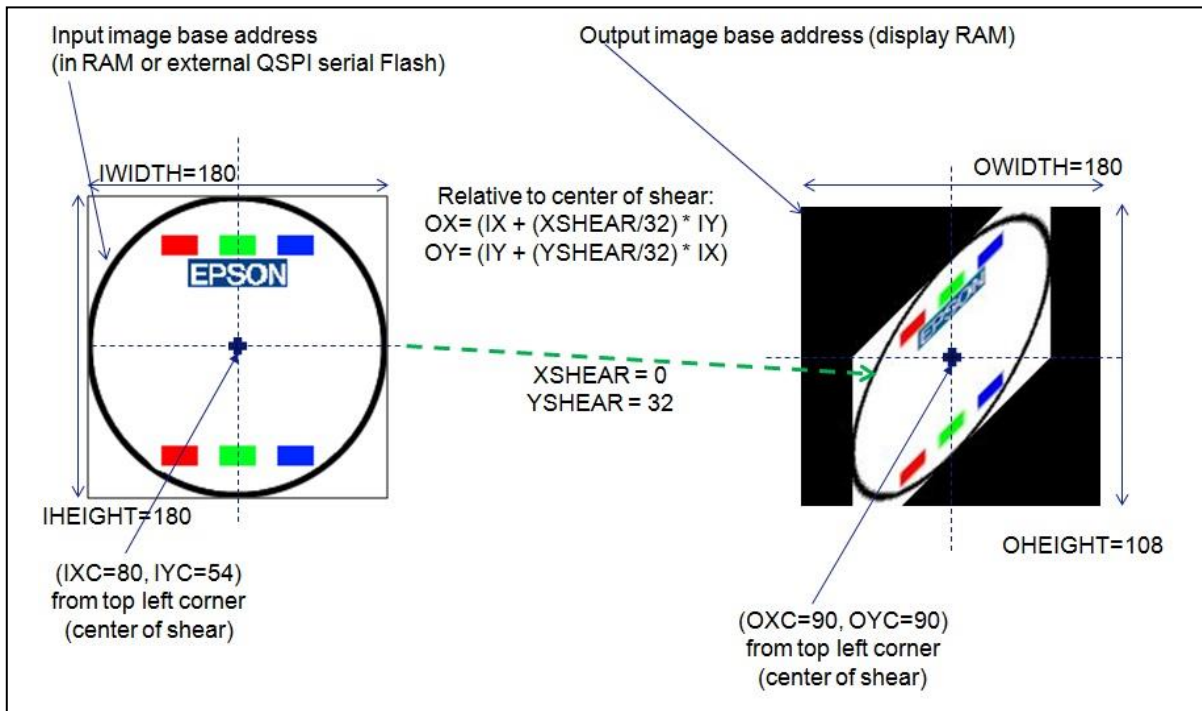 Input image base address
(in RAM or external QSPI serial Flash)
Output image base address (display RAM)
IWIDTH=180
OWIDTH=180
Relative to center of shear:
OX= (IX + (XSHEAR/32) * IY)
OY= (IY + (YSHEAR/32) * IX)
EPSON
EPSON
XSHEAR = 0
YSHEAR = 32
IHEIGHT=180
OHEIGHT=108
(IXC=80, IYC=54)
from top left corner
(center of shear)
(OXC=90, OYC=90)
from top left corner
(center of shear)